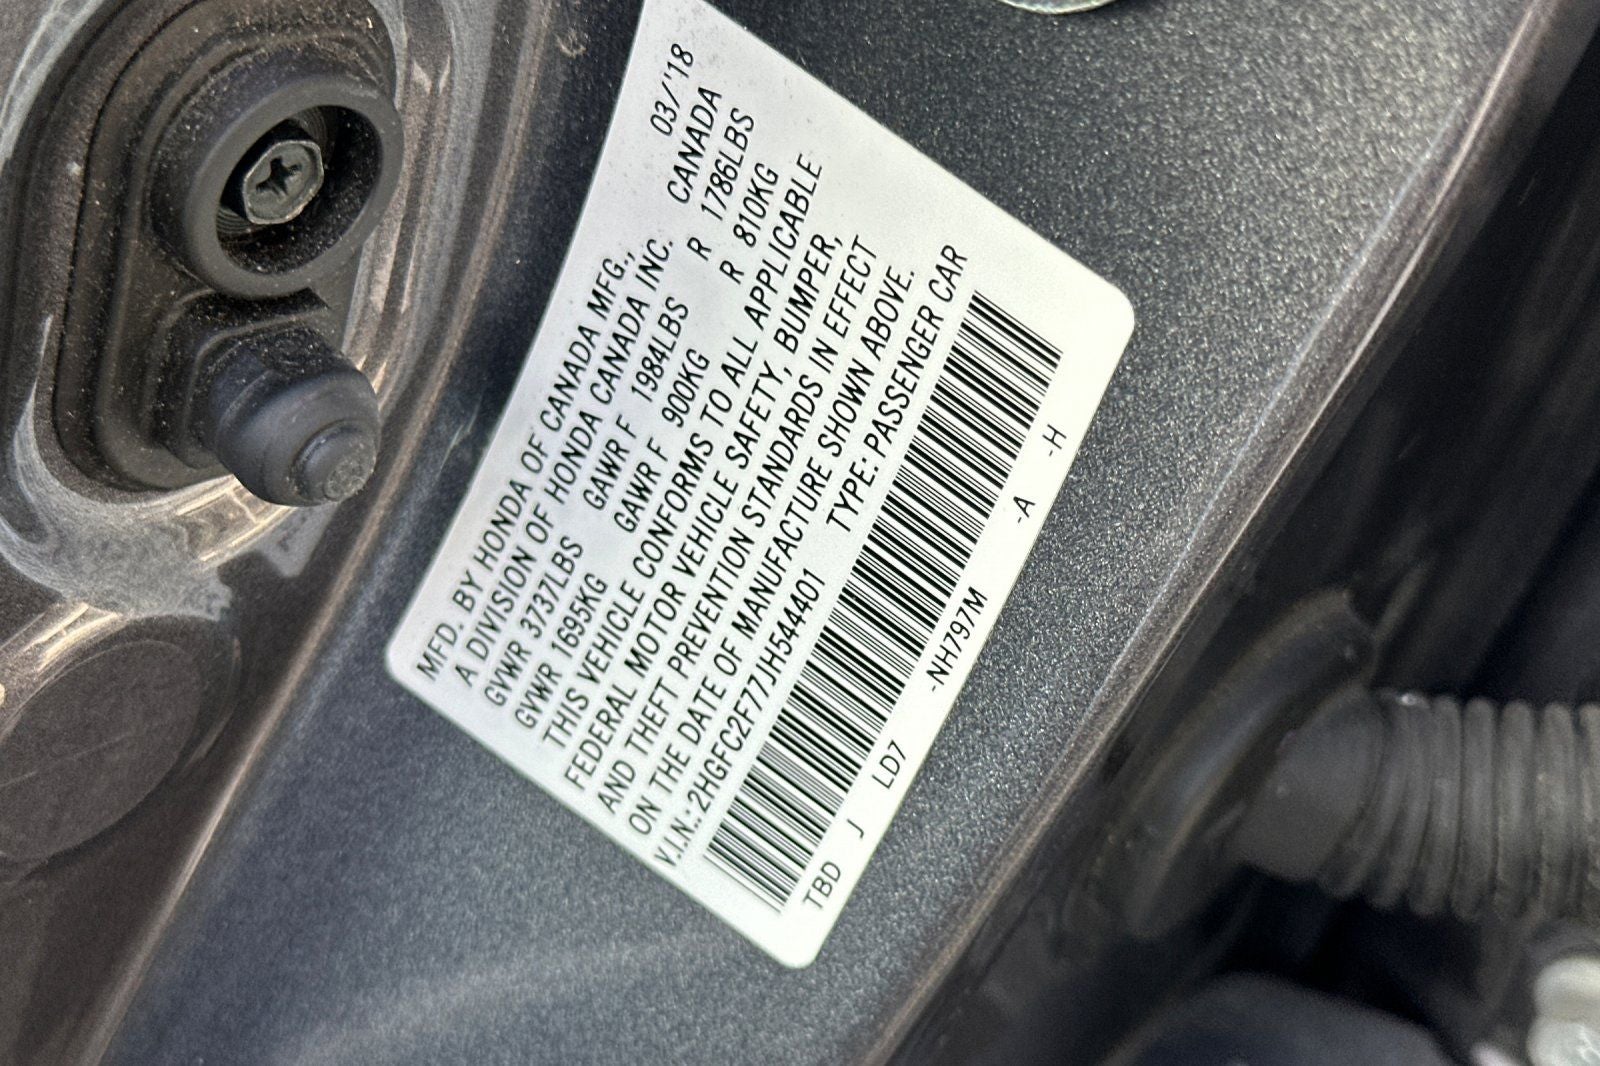 MFD. BY HONDA OF CANADA MFG., 03/'18
A DIVISION OF HONDA CANADA INC. CANADA
GVWR 3737LBS GAWR F 1984LBS R 1786LBS
GVWR 1695KG GAWR F 900KG R 810KG
THIS VEHICLE CONFORMS TO ALL APPLICABLE
FEDERAL MOTOR VEHICLE SAFETY, BUMPER,
AND THEFT PREVENTION STANDARDS IN EFFECT
ON THE DATE OF MANUFACTURE SHOWN ABOVE.
V.I.N.:2HGFC2F77JH544401 TYPE: PASSENGER CAR
TBD J LD7 -NH797M -A -H